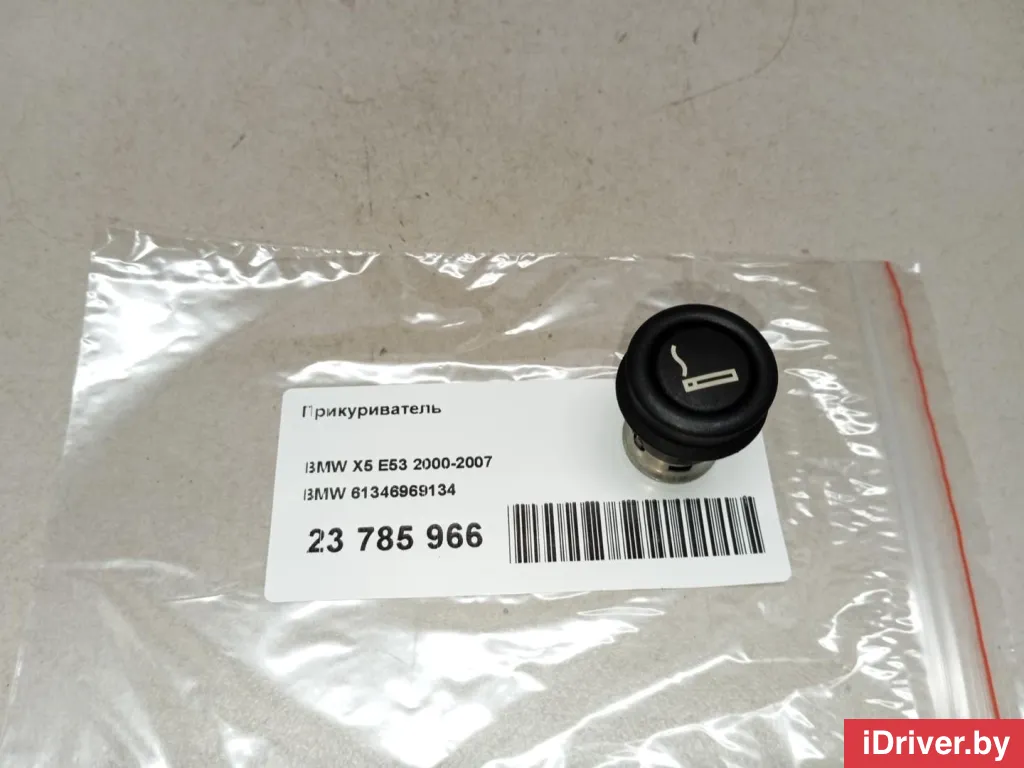 Прикуриватель
BMW X5 E53 2000-2007
BMW 61346969134
23 785 966
iDriver.by